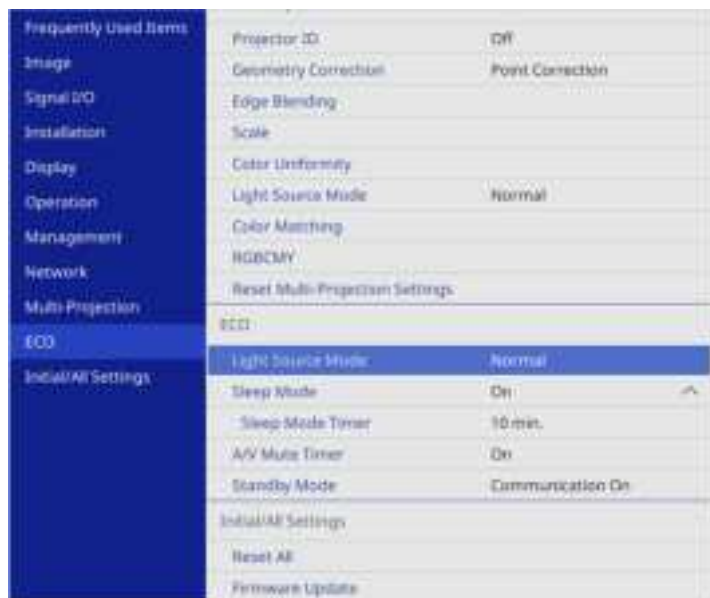 Frequently Used Items
Image
Signal I/O
Installation
Display
Operation
Management
Network
Multi-Projection
ECO
Initial/All Settings
Projector ID Off
Geometry Correction Point Correction
Edge Blending
Scale
Color Uniformity
Light Source Mode Normal
Color Matching
RGBCMY
Reset Multi-Projection Settings
ECO
Light Source Mode Normal
Sleep Mode On
Sleep Mode Timer 10 min.
A/V Mute Timer On
Standby Mode Communication On
Initial/All Settings
Reset All
Firmware Update